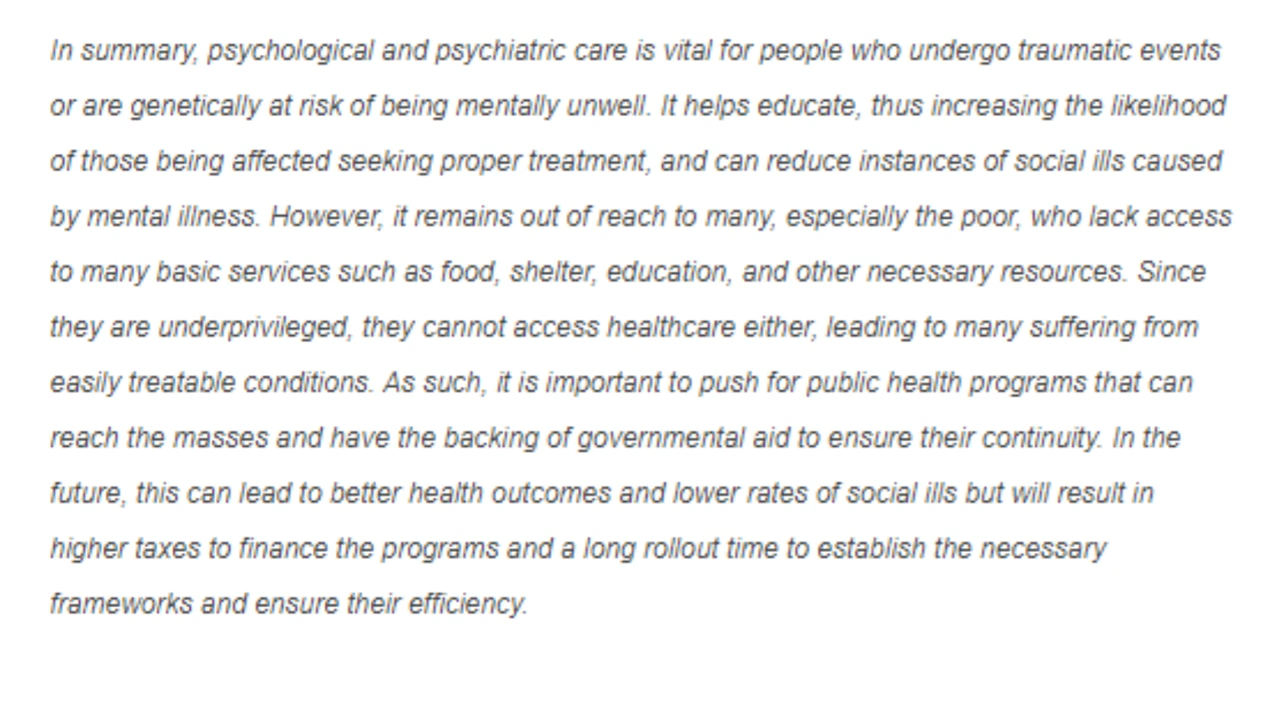 In summary, psychological and psychiatric care is vital for people who undergo traumatic events
or are genetically at risk of being mentally unwell. It helps educate, thus increasing the likelihood
of those being affected seeking proper treatment, and can reduce instances of social ills caused
by mental illness. However, it remains out of reach to many, especially the poor, who lack access
to many basic services such as food, shelter, education, and other necessary resources. Since
they are underprivileged, they cannot access healthcare either, leading to many suffering from
easily treatable conditions. As such, it is important to push for public health programs that can
reach the masses and have the backing of governmental aid to ensure their continuity. In the
future, this can lead to better health outcomes and lower rates of social ills but will result in
higher taxes to finance the programs and a long rollout time to establish the necessary
frameworks and ensure their efficiency.